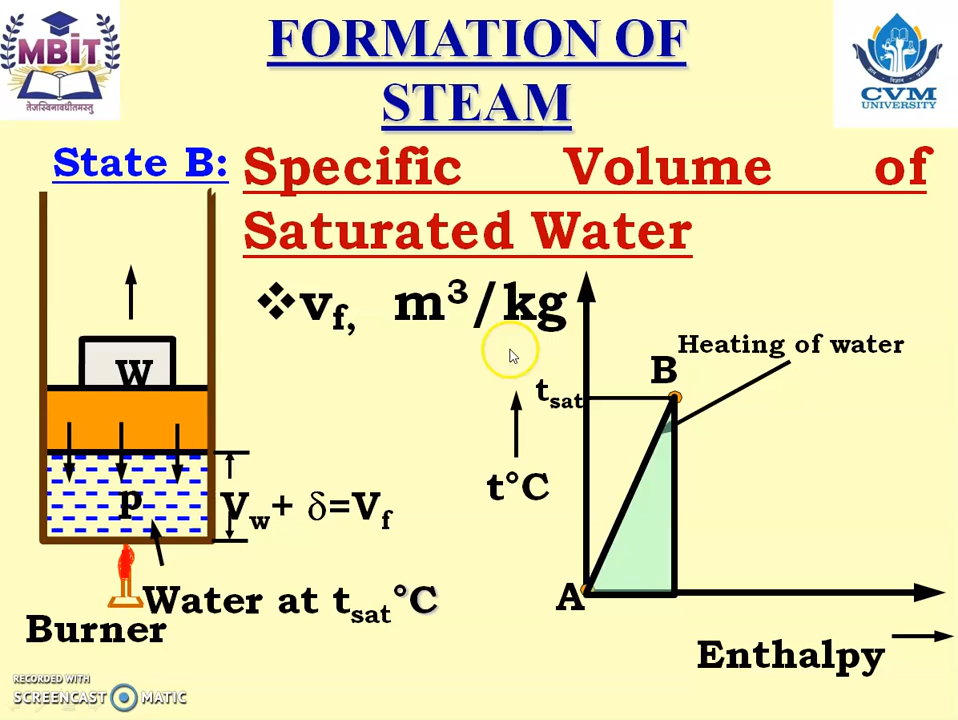 MBiT
तेजस्विनावधीतमस्तु
FORMATION OF
STEAM
ज्ञान - विज्ञान - प्रज्ञान
CVM
UNIVERSITY
State B:
Specific Volume of
Saturated Water
❖vf, m³/kg
W
p
Vw+ δ=Vf
Water at tsat°C
Burner
Heating of water
B
tsat
t°C
A
Enthalpy
RECORDED WITH
SCREENCAST MATIC